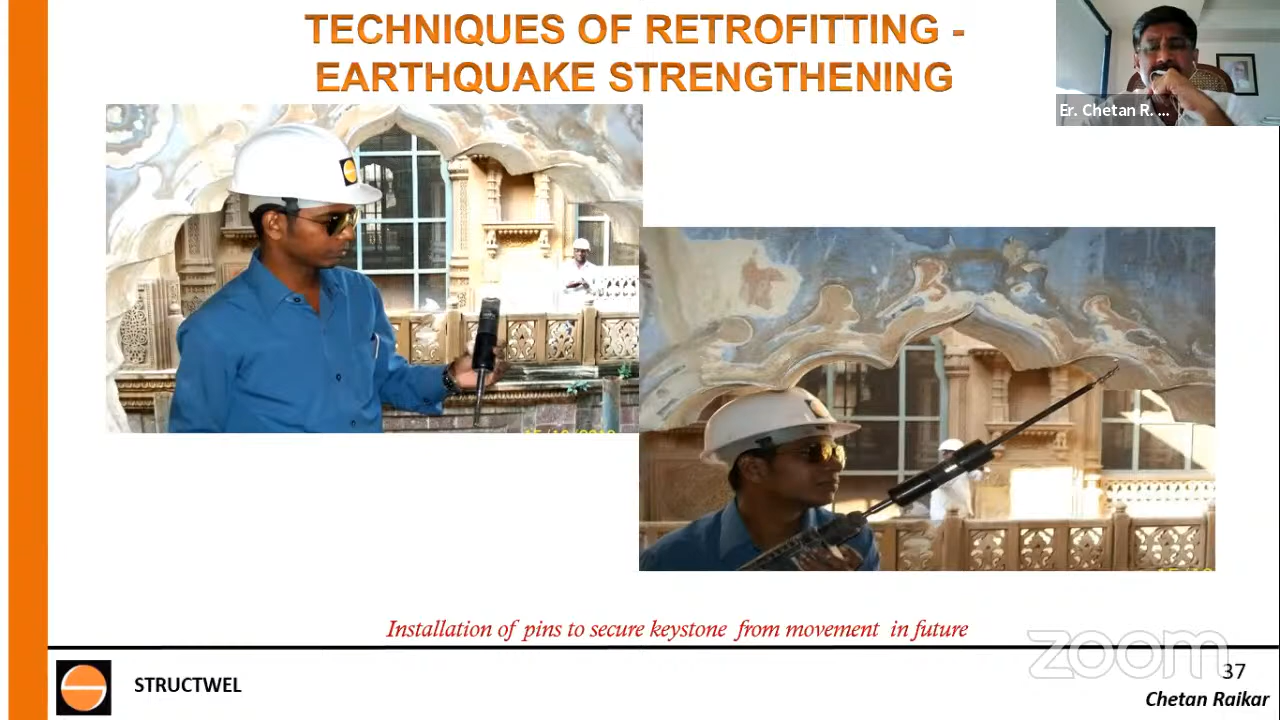 TECHNIQUES OF RETROFITTING -
EARTHQUAKE STRENGTHENING
Er. Chetan R. ...
Installation of pins to secure keystone from movement in future
zoom
37
STRUCTWEL
Chetan Raikar